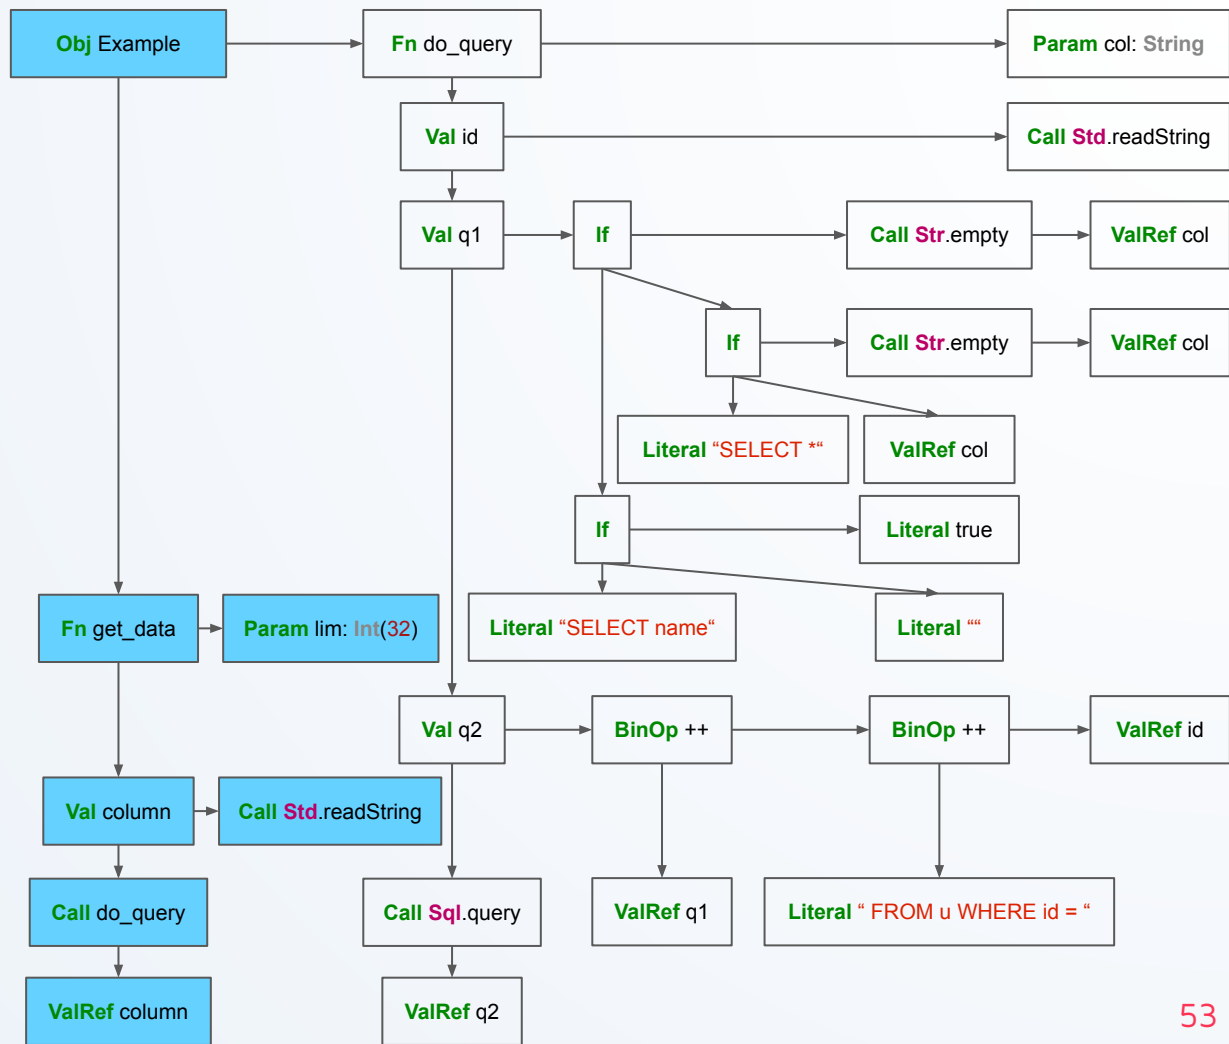 Obj Example
Fn do_query
Param col: String
Val id
Call Std.readString
Val q1
If
Call Str.empty
ValRef col
If
Call Str.empty
ValRef col
Literal “SELECT *“
ValRef col
If
Literal true
Fn get_data
Param lim: Int(32)
Literal “SELECT name“
Literal ““
Val q2
BinOp ++
BinOp ++
ValRef id
Val column
Call Std.readString
Call do_query
Call Sql.query
ValRef q1
Literal “ FROM u WHERE id = “
ValRef column
ValRef q2
53